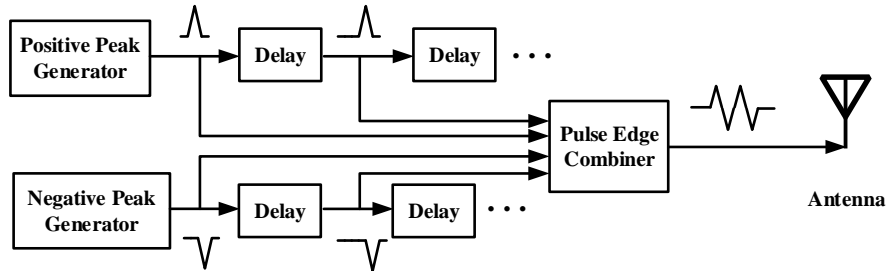 Positive Peak
Generator
Delay
Delay
...
Pulse Edge
Combiner
Negative Peak
Generator
Delay
Delay
...
Antenna